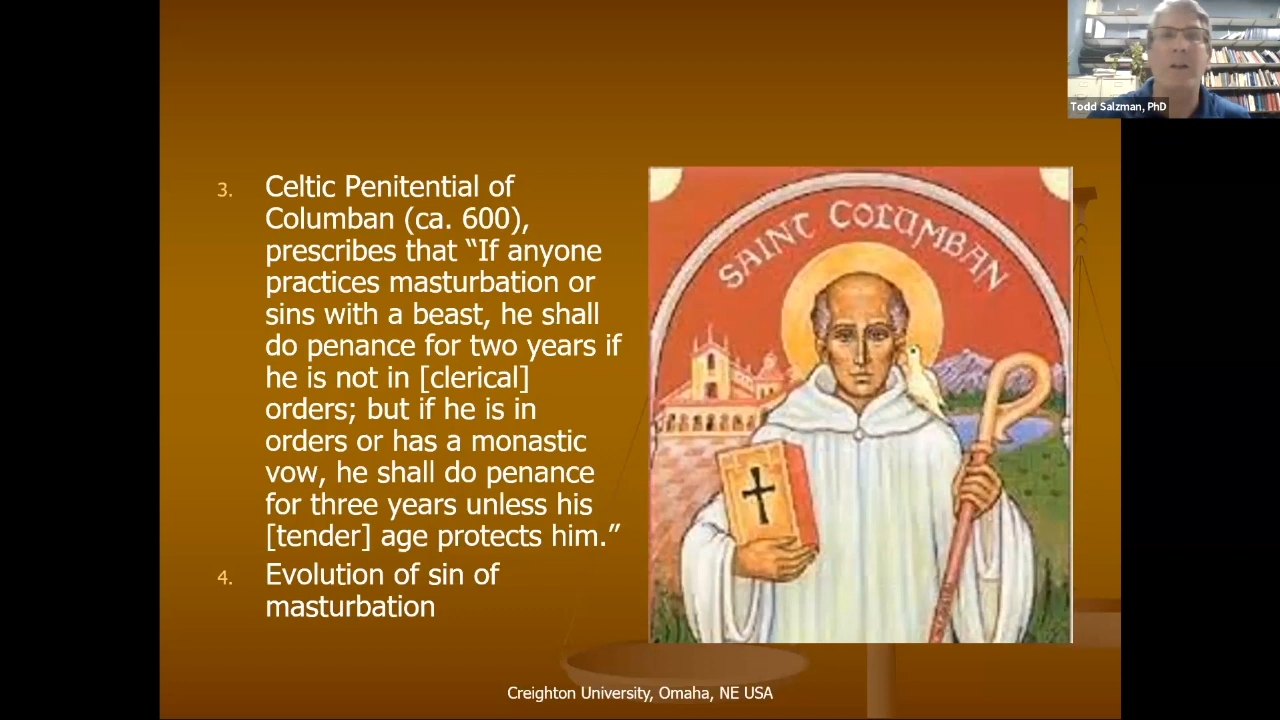 Todd Salzman, PhD
3. Celtic Penitential of
Columban (ca. 600),
prescribes that “If anyone
practices masturbation or
sins with a beast, he shall
do penance for two years if
he is not in [clerical]
orders; but if he is in
orders or has a monastic
vow, he shall do penance
for three years unless his
[tender] age protects him.”
4. Evolution of sin of
masturbation
SAINT COLUMBAN
Creighton University, Omaha, NE USA